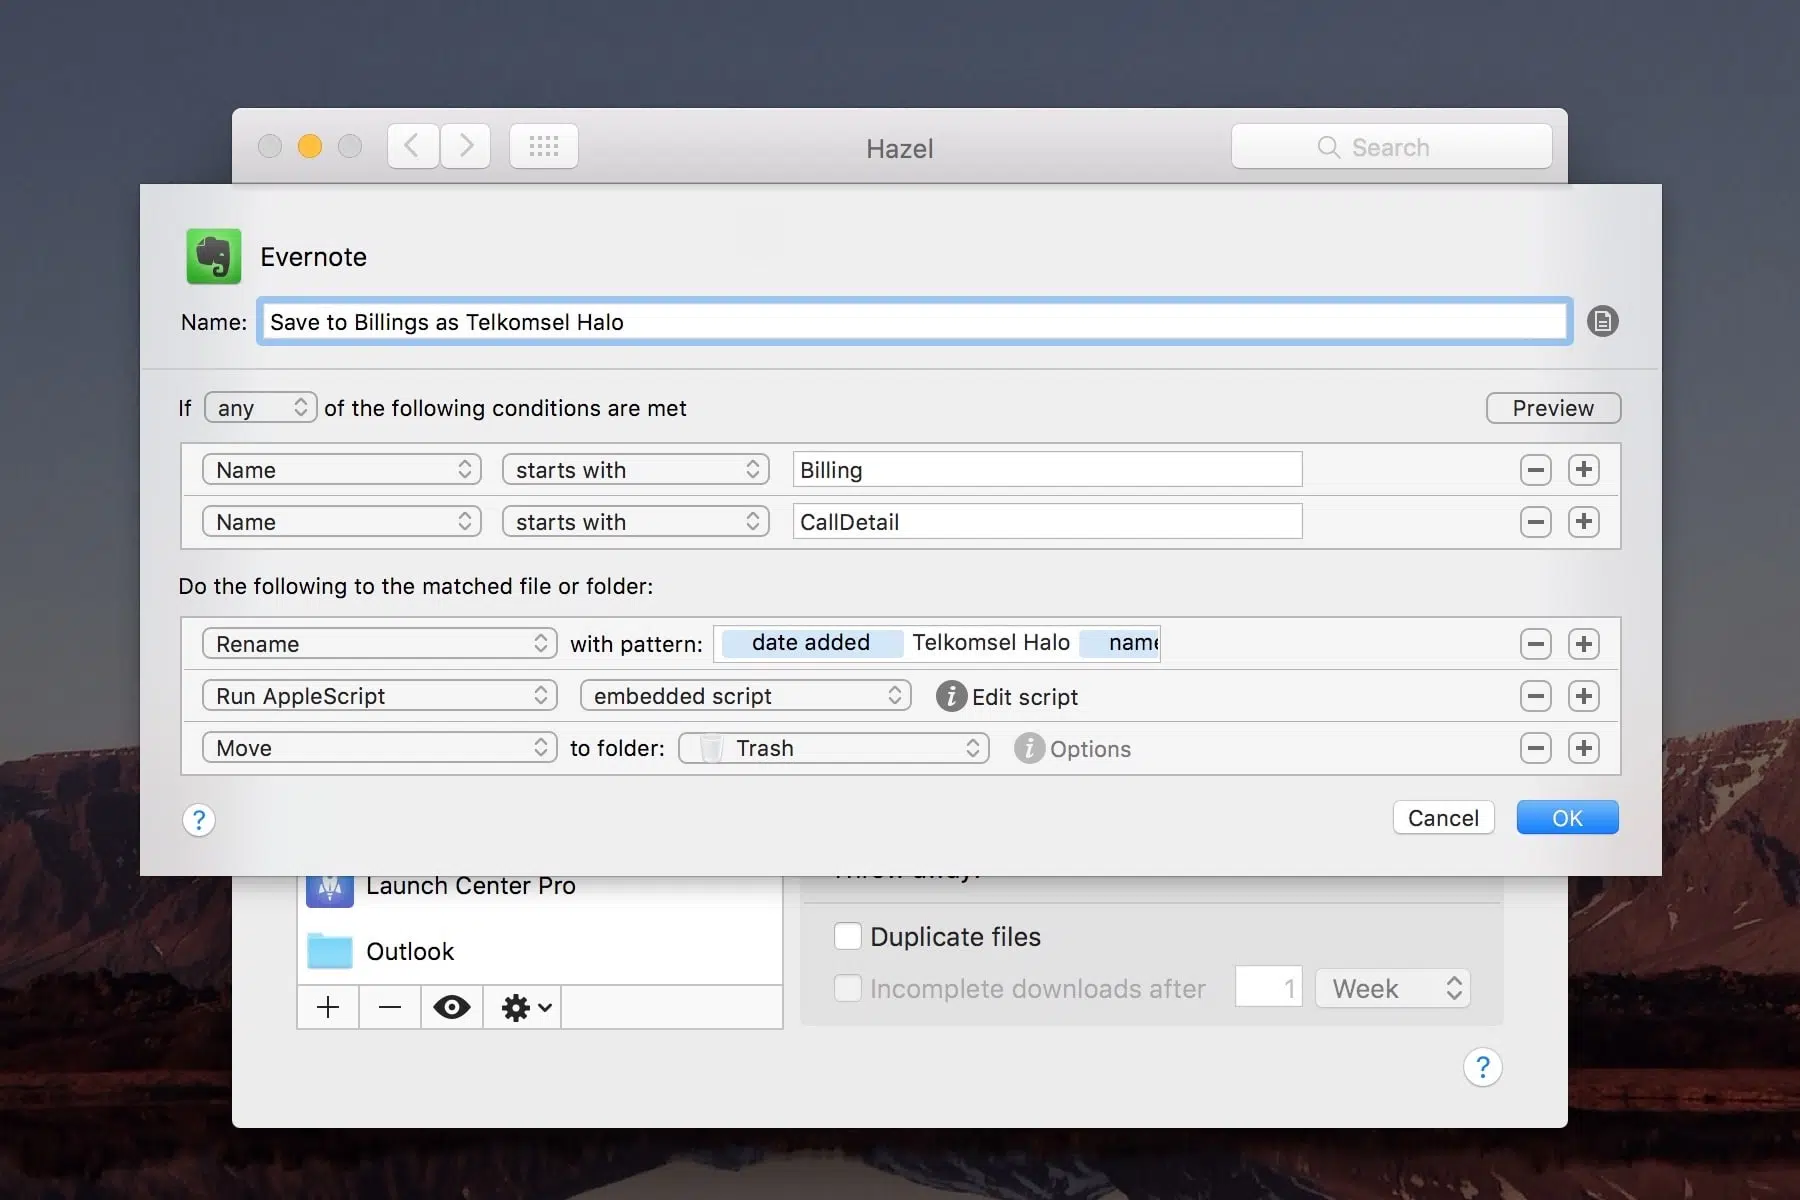 Hazel
Search
Evernote
Name: Save to Billings as Telkomsel Halo
If any of the following conditions are met
Preview
Name starts with Billing
Name starts with CallDetail
Do the following to the matched file or folder:
Rename with pattern: date added Telkomsel Halo name
Run AppleScript embedded script i Edit script
Move to folder: Trash i Options
? Cancel OK
Launch Center Pro
Outlook
Duplicate files
Incomplete downloads after 1 Week
?